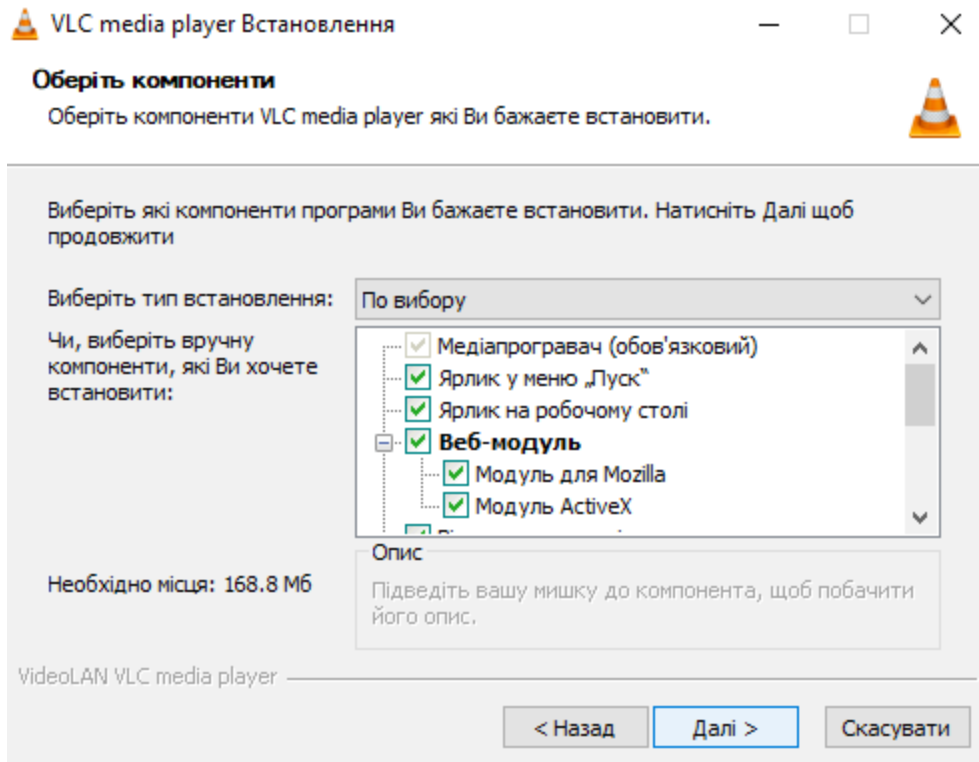 VLC media player Встановлення
Оберіть компоненти
Оберіть компоненти VLC media player які Ви бажаєте встановити.
Виберіть які компоненти програми Ви бажаєте встановити. Натисніть Далі щоб
продовжити
Виберіть тип встановлення:
По вибору
Чи, виберіть вручну
компоненти, які Ви хочете
встановити:
Медіапрогравач (обов'язковий)
Ярлик у меню „Пуск“
Ярлик на робочому столі
Веб-модуль
Модуль для Mozilla
Модуль ActiveX
Необхідно місця: 168.8 Мб
Опис
Підведіть вашу мишку до компонента, щоб побачити
його опис.
VideoLAN VLC media player
< Назад
Далі >
Скасувати